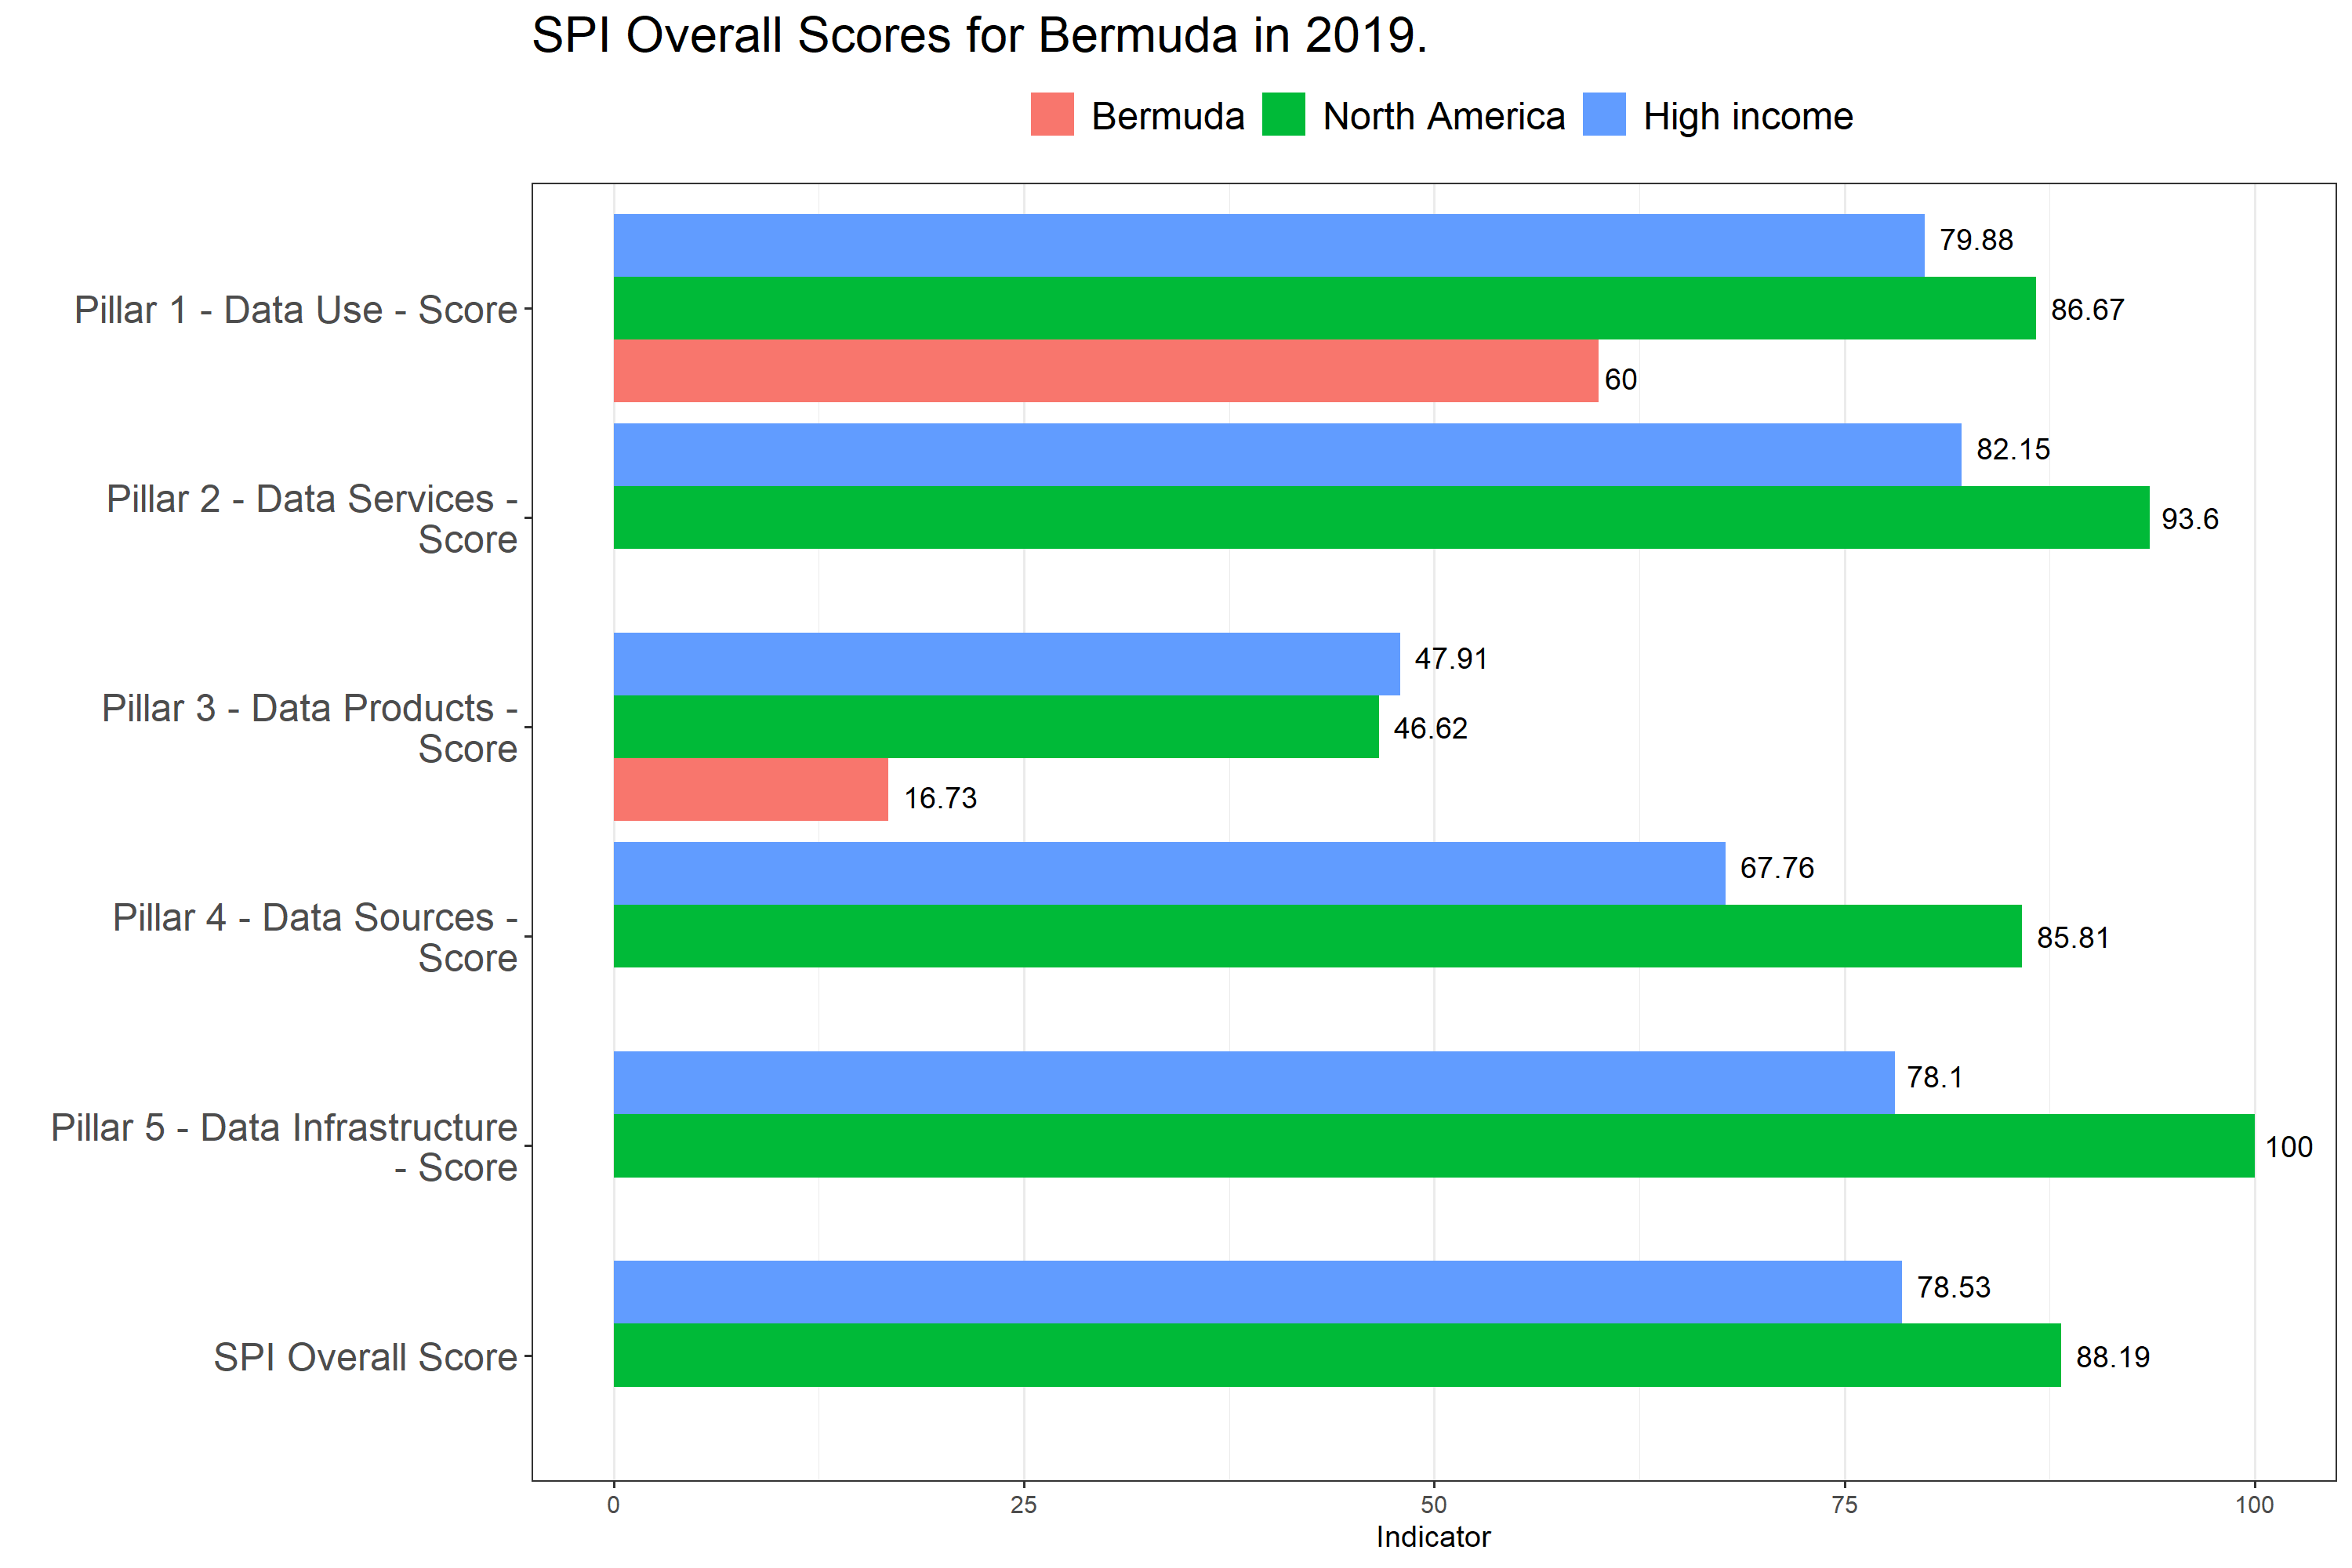 SPI Overall Scores for Bermuda in 2019.
Bermuda North America High income
Pillar 1 - Data Use - Score
79.88
86.67
60
Pillar 2 - Data Services -
Score
82.15
93.6
Pillar 3 - Data Products -
Score
47.91
46.62
16.73
Pillar 4 - Data Sources -
Score
67.76
85.81
Pillar 5 - Data Infrastructure
- Score
78.1
100
SPI Overall Score
78.53
88.19
0 25 50 75 100
Indicator